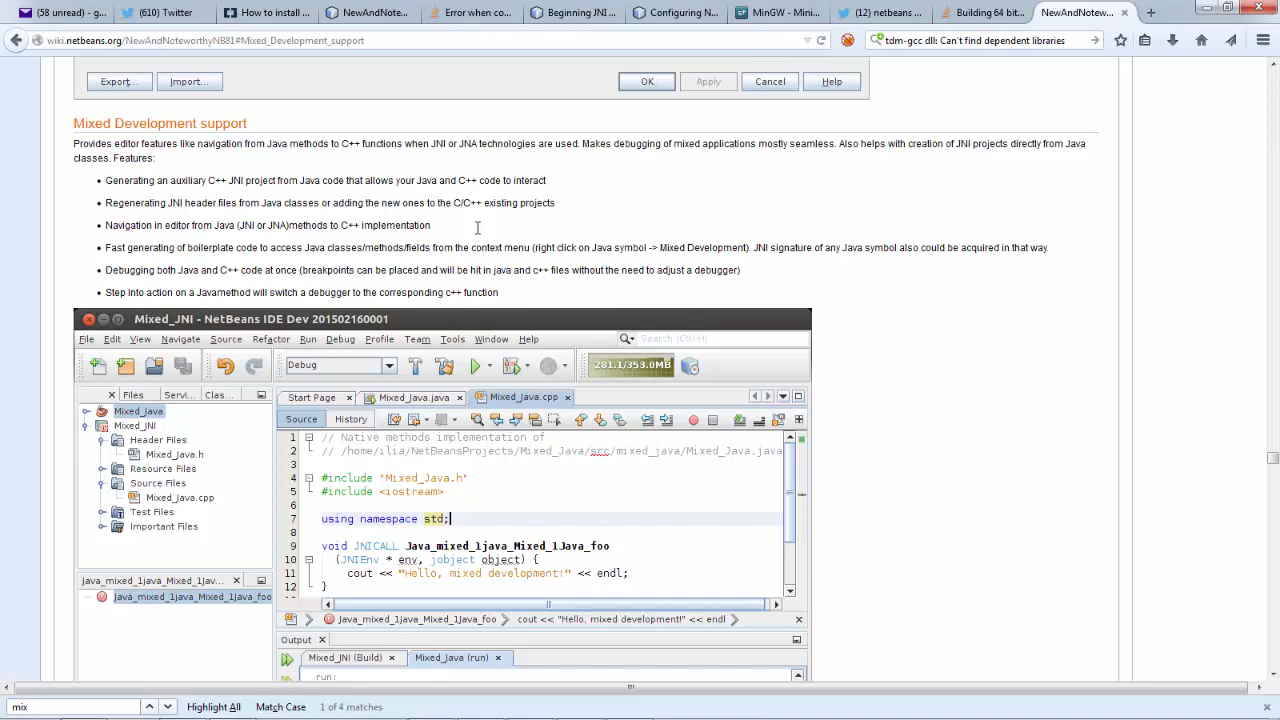 (58 unread) - g...
(610) Twitter
How to install ...
NewAndNote...
Error when co...
Beginning JNI ...
Configuring N...
MinGW - Mini...
(12) netbeans ...
Building 64 bit...
NewAndNotew...
wiki.netbeans.org/NewAndNoteworthyNB81#Mixed_Development_support
tdm-gcc dll: Can't find dependent libraries
Export...
Import...
OK
Apply
Cancel
Help
Mixed Development support
Provides editor features like navigation from Java methods to C++ functions when JNI or JNA technologies are used. Makes debugging of mixed applications mostly seamless. Also helps with creation of JNI projects directly from Java
classes. Features:
Generating an auxiliary C++ JNI project from Java code that allows your Java and C++ code to interact
Regenerating JNI header files from Java classes or adding the new ones to the C/C++ existing projects
Navigation in editor from Java (JNI or JNA)methods to C++ implementation
Fast generating of boilerplate code to access Java classes/methods/fields from the context menu (right click on Java symbol -> Mixed Development). JNI signature of any Java symbol also could be acquired in that way.
Debugging both Java and C++ code at once (breakpoints can be placed and will be hit in java and c++ files without the need to adjust a debugger)
Step Into action on a Javamethod will switch a debugger to the corresponding c++ function
Mixed_JNI - NetBeans IDE Dev 201502160001
File Edit View Navigate Source Refactor Run Debug Profile Team Tools Window Help
Search (Ctrl+I)
Debug
281.1/353.0MB
Files
Servi...
Clas...
Start Page
Mixed_Java.java
Mixed_Java.cpp
Mixed_Java
Mixed_JNI
Header Files
Mixed_Java.h
Resource Files
Source Files
Mixed_Java.cpp
Test Files
Important Files
Source
History
1 // Native methods implementation of
2 // /home/ilia/NetBeansProjects/Mixed_Java/src/mixed_java/Mixed_Java.java
3
4 #include "Mixed_Java.h"
5 #include <iostream>
6
7 using namespace std;
8
9 void JNICALL Java_mixed_1java_Mixed_1Java_foo
10 (JNIEnv * env, jobject object) {
11 cout << "Hello, mixed development!" << endl;
12 }
Java_mixed_1java_Mixed_1Jav...
Java_mixed_1java_Mixed_1Java_foo
Java_mixed_1java_Mixed_1Java_foo
cout << "Hello, mixed development!" << endl
Output
Mixed_JNI (Build)
Mixed_Java (run)
run:
mix
Highlight All
Match Case
1 of 4 matches